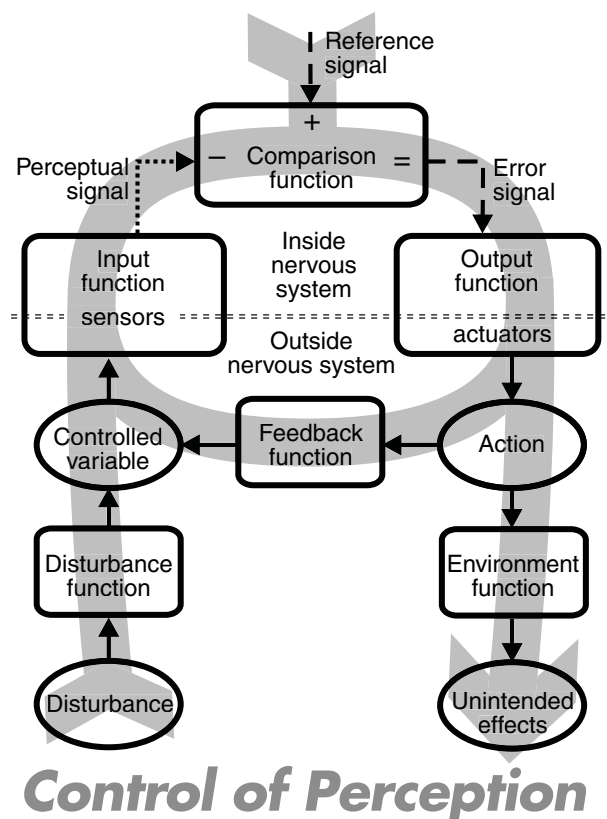 Reference
signal
+
Perceptual
signal
− Comparison =
function
Error
signal
Input
function
sensors
Inside
nervous
system
Output
function
Outside
nervous system
actuators
Controlled
variable
Feedback
function
Action
Disturbance
function
Environment
function
Disturbance
Unintended
effects
Control of Perception